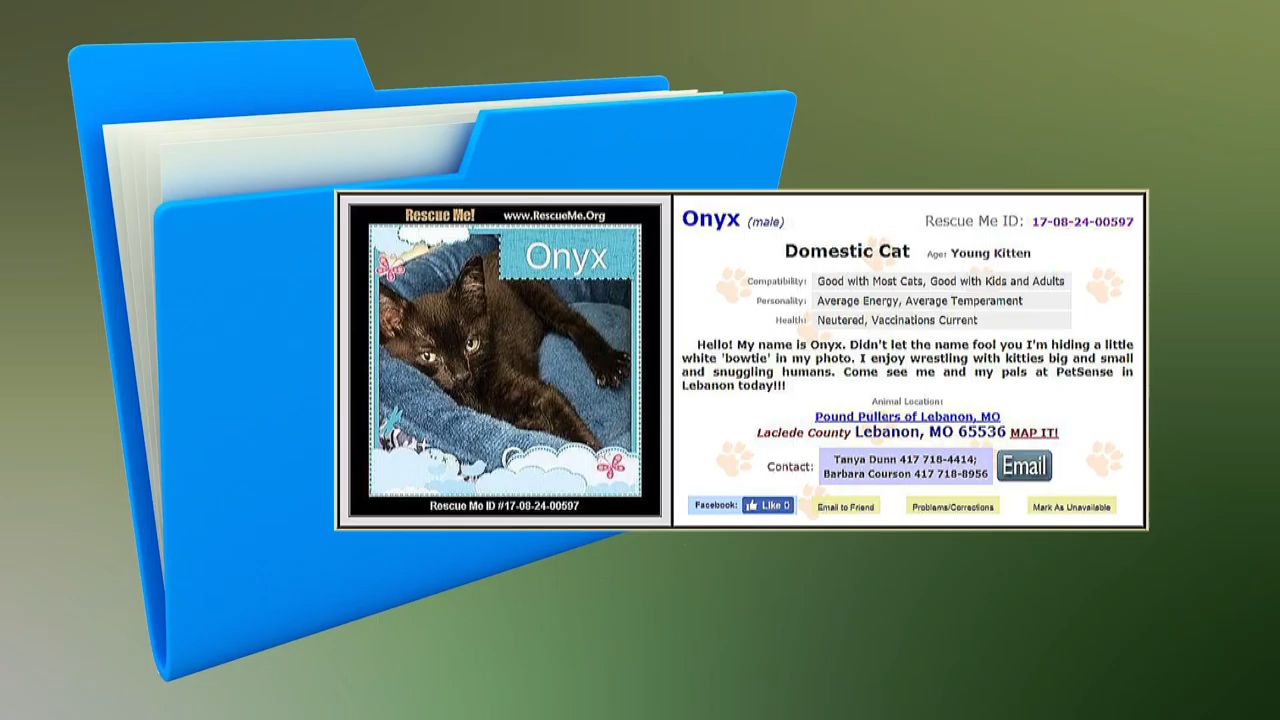 Rescue Me! www.RescueMe.Org
Onyx
Rescue Me ID #17-08-24-00597
Onyx (male) Rescue Me ID: 17-08-24-00597
Domestic Cat Age: Young Kitten
Compatibility: Good with Most Cats, Good with Kids and Adults
Personality: Average Energy, Average Temperament
Health: Neutered, Vaccinations Current
Hello! My name is Onyx. Didn't let the name fool you I'm hiding a little
white 'bowtie' in my photo. I enjoy wrestling with kitties big and small
and snuggling humans. Come see me and my pals at PetSense in
Lebanon today!!!
Animal Location:
Pound Pullers of Lebanon, MO
Laclede County Lebanon, MO 65536 MAP IT!
Contact: Tanya Dunn 417 718-4414;
Barbara Courson 417 718-8956
Email
Facebook: Like 0 Email to Friend Problems/Corrections Mark As Unavailable